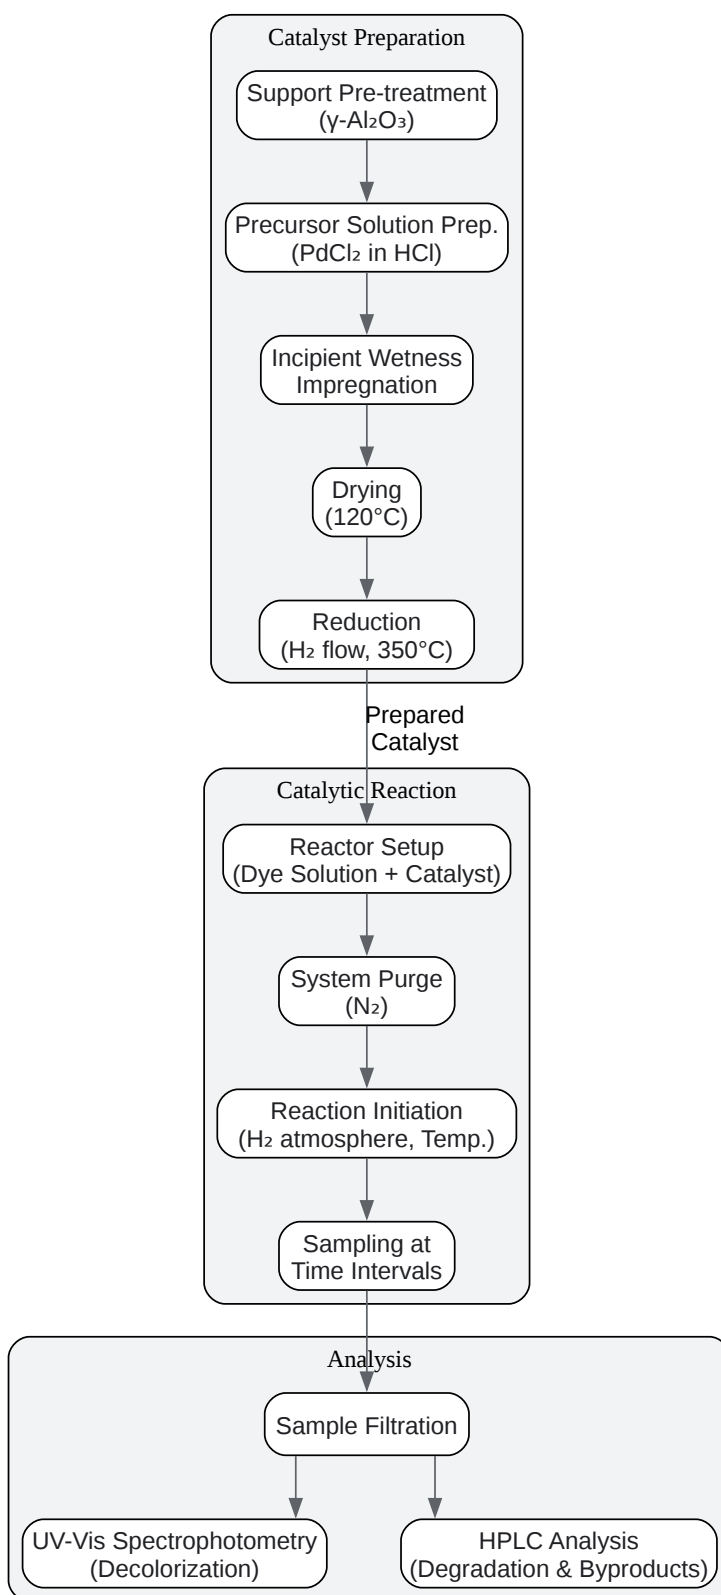 Catalyst Preparation
Support Pre-treatment
(γ-Al₂O₃)
Precursor Solution Prep.
(PdCl₂ in HCl)
Incipient Wetness
Impregnation
Drying
(120°C)
Reduction
(H₂ flow, 350°C)
Prepared
Catalyst
Catalytic Reaction
Reactor Setup
(Dye Solution + Catalyst)
System Purge
(N₂)
Reaction Initiation
(H₂ atmosphere, Temp.)
Sampling at
Time Intervals
Analysis
Sample Filtration
UV-Vis Spectrophotometry
(Decolorization)
HPLC Analysis
(Degradation & Byproducts)